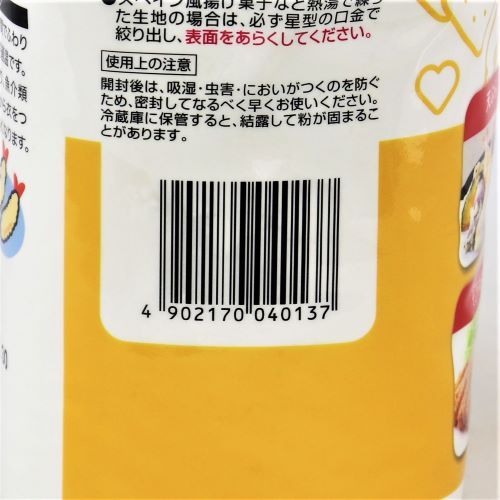 ●スペイン風揚げ菓子など熱湯で練っ
た生地の場合は、必ず星型の口金で
絞り出し、表面をあらくしてください。
使用上の注意
開封後は、吸湿・虫害・においがつくのを防ぐ
ため、密封してなるべく早くお使いください。
冷蔵庫に保管すると、結露して粉が固まるこ
とがあります。
4 902170 040137